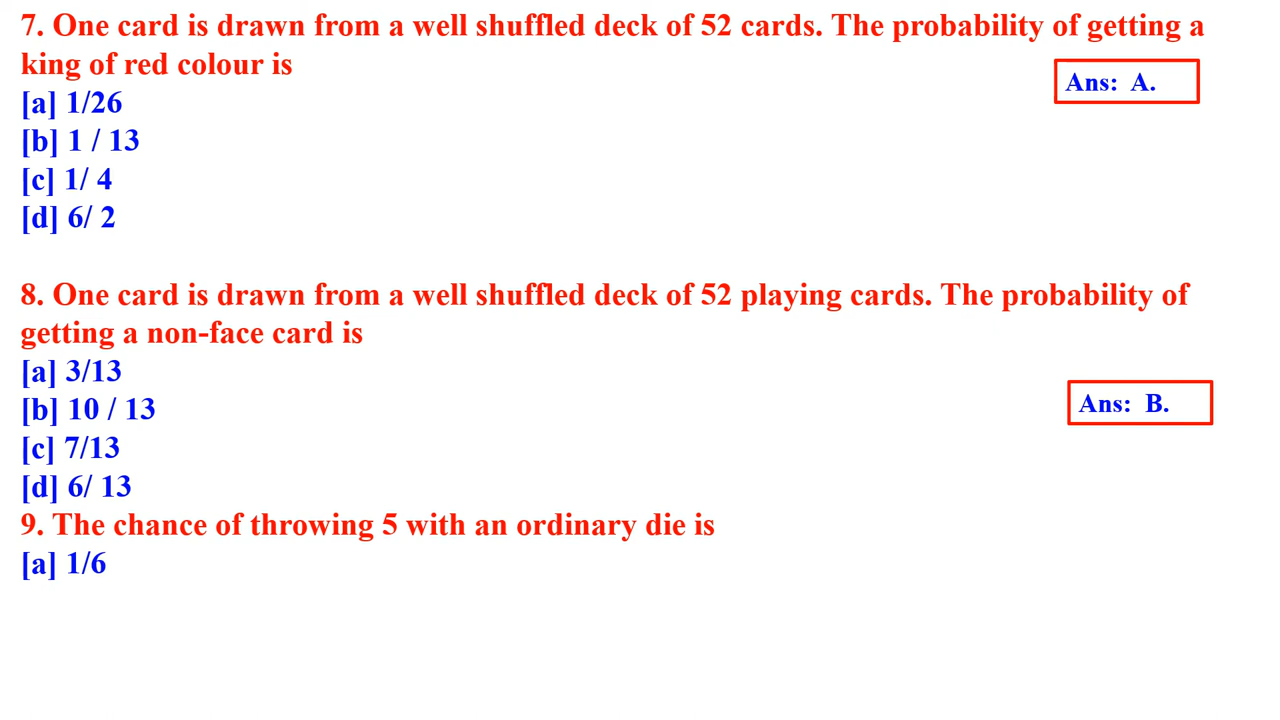 7. One card is drawn from a well shuffled deck of 52 cards. The probability of getting a
king of red colour is
Ans: A.
[a] 1/26
[b] 1 / 13
[c] 1/ 4
[d] 6/ 2
8. One card is drawn from a well shuffled deck of 52 playing cards. The probability of
getting a non-face card is
[a] 3/13
[b] 10 / 13
Ans: B.
[c] 7/13
[d] 6/ 13
9. The chance of throwing 5 with an ordinary die is
[a] 1/6